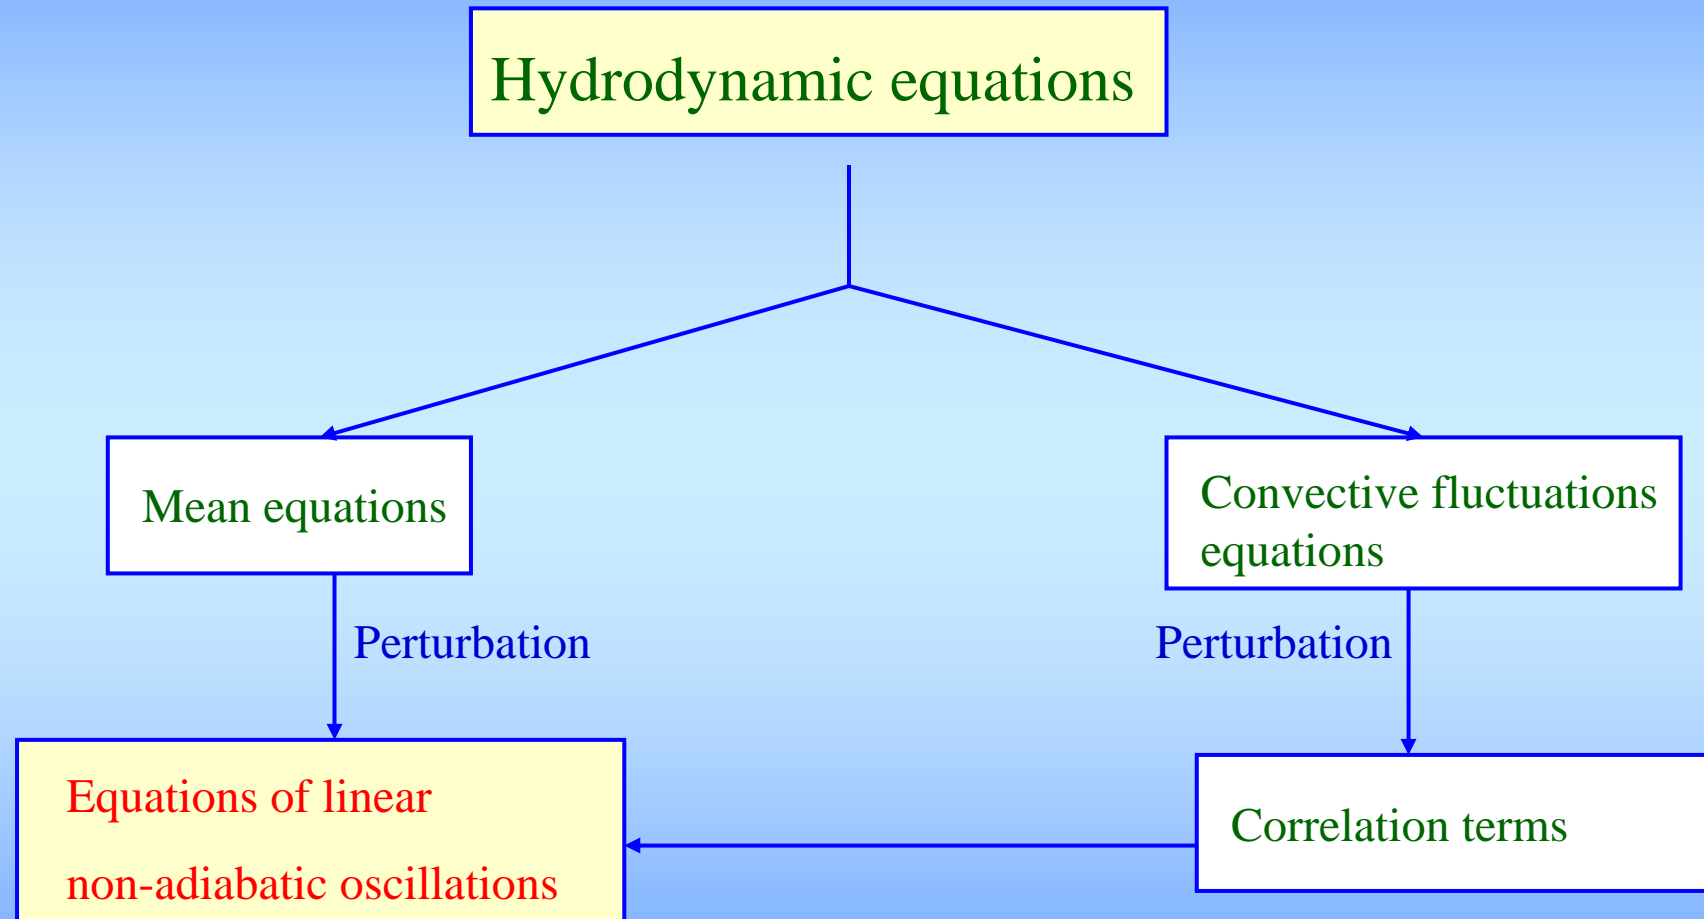 Hydrodynamic equations
Mean equations
Convective fluctuations
equations
Perturbation
Perturbation
Equations of linear
non-adiabatic oscillations
Correlation terms